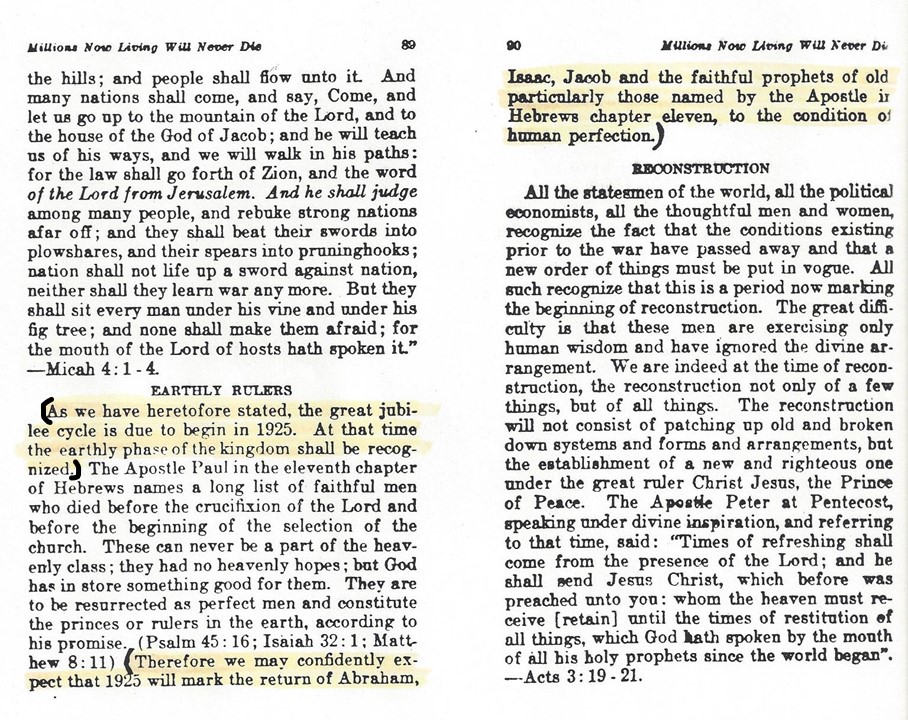 Millions Now Living Will Never Die 89
the hills; and people shall flow unto it. And
many nations shall come, and say, Come, and
let us go up to the mountain of the Lord, and to
the house of the God of Jacob; and he will teach
us of his ways, and we will walk in his paths:
for the law shall go forth of Zion, and the word
of the Lord from Jerusalem. And he shall judge
among many people, and rebuke strong nations
afar off; and they shall beat their swords into
plowshares, and their spears into pruninghooks;
nation shall not life up a sword against nation,
neither shall they learn war any more. But they
shall sit every man under his vine and under his
fig tree; and none shall make them afraid; for
the mouth of the Lord of hosts hath spoken it."
—Micah 4:1-4.
EARTHLY RULERS
(As we have heretofore stated, the great jubi-
lee cycle is due to begin in 1925. At that time
the earthly phase of the kingdom shall be recog-
nized.) The Apostle Paul in the eleventh chapter
of Hebrews names a long list of faithful men
who died before the crucifixion of the Lord and
before the beginning of the selection of the
church. These can never be a part of the heav-
enly class; they had no heavenly hopes; but God
has in store something good for them. They are
to be resurrected as perfect men and constitute
the princes or rulers in the earth, according to
his promise. (Psalm 45:16; Isaiah 32:1; Matt-
hew 8:11) (Therefore we may confidently ex-
pect that 1925 will mark the return of Abraham,
90 Millions Now Living Will Never Di
Isaac, Jacob and the faithful prophets of old
particularly those named by the Apostle in
Hebrews chapter eleven, to the condition of
human perfection.)
RECONSTRUCTION
All the statesmen of the world, all the political
economists, all the thoughtful men and women,
recognize the fact that the conditions existing
prior to the war have passed away and that a
new order of things must be put in vogue. All
such recognize that this is a period now marking
the beginning of reconstruction. The great diffi-
culty is that these men are exercising only
human wisdom and have ignored the divine ar-
rangement. We are indeed at the time of recon-
struction, the reconstruction not only of a few
things, but of all things. The reconstruction
will not consist of patching up old and broken
down systems and forms and arrangements, but
the establishment of a new and righteous one
under the great ruler Christ Jesus, the Prince
of Peace. The Apostle Peter at Pentecost,
speaking under divine inspiration, and referring
to that time, said: "Times of refreshing shall
come from the presence of the Lord; and he
shall send Jesus Christ, which before was
preached unto you: whom the heaven must re-
ceive [retain] until the times of restitution of
all things, which God hath spoken by the mouth
of all his holy prophets since the world began".
—Acts 3:19-21.